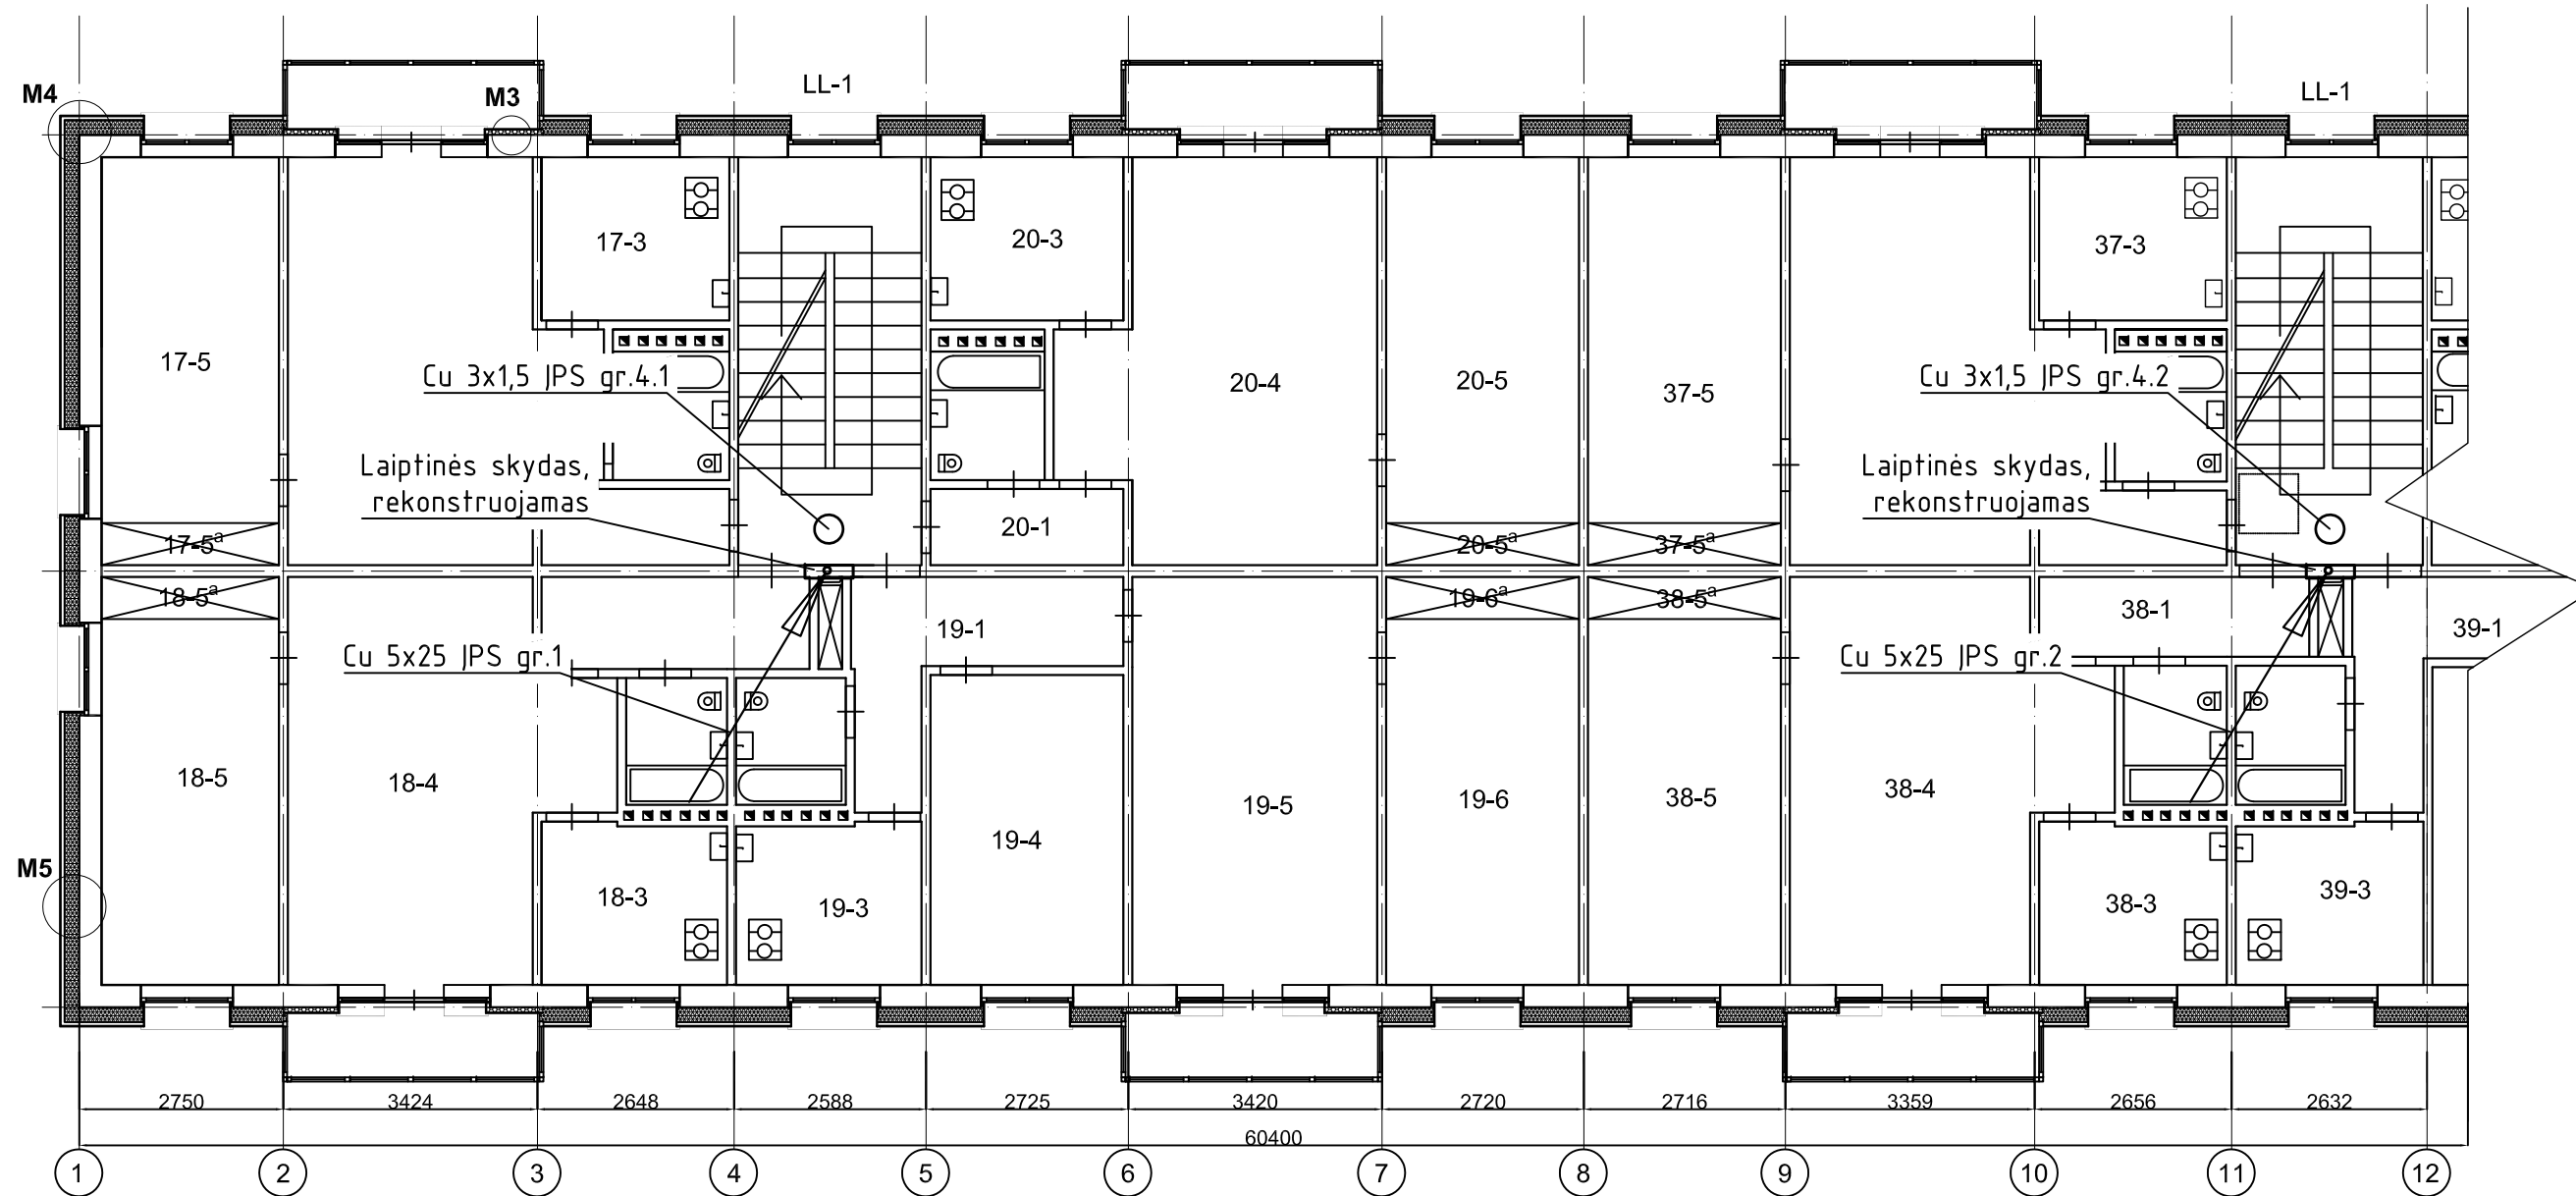 LL-1
LL-1
M4
M3
17-3
20-3
37-3
17-5
20-4
20-5
37-5
Cu 3x1,5 JPS gr.4.1
Cu 3x1,5 JPS gr.4.2
Laiptinės skydas,
rekonstruojamas
Laiptinės skydas,
rekonstruojamas
20-1
17-5a
20-5a
37-5a
18-5a
19-6a
38-5a
19-1
38-1
39-1
Cu 5x25 JPS gr.1
Cu 5x25 JPS gr.2
18-5
18-4
19-5
19-6
38-5
38-4
19-4
M5
18-3
19-3
38-3
39-3
2750
3424
2648
2588
2725
3420
2720
2716
3359
2656
2632
60400
1
2
3
4
5
6
7
8
9
10
11
12